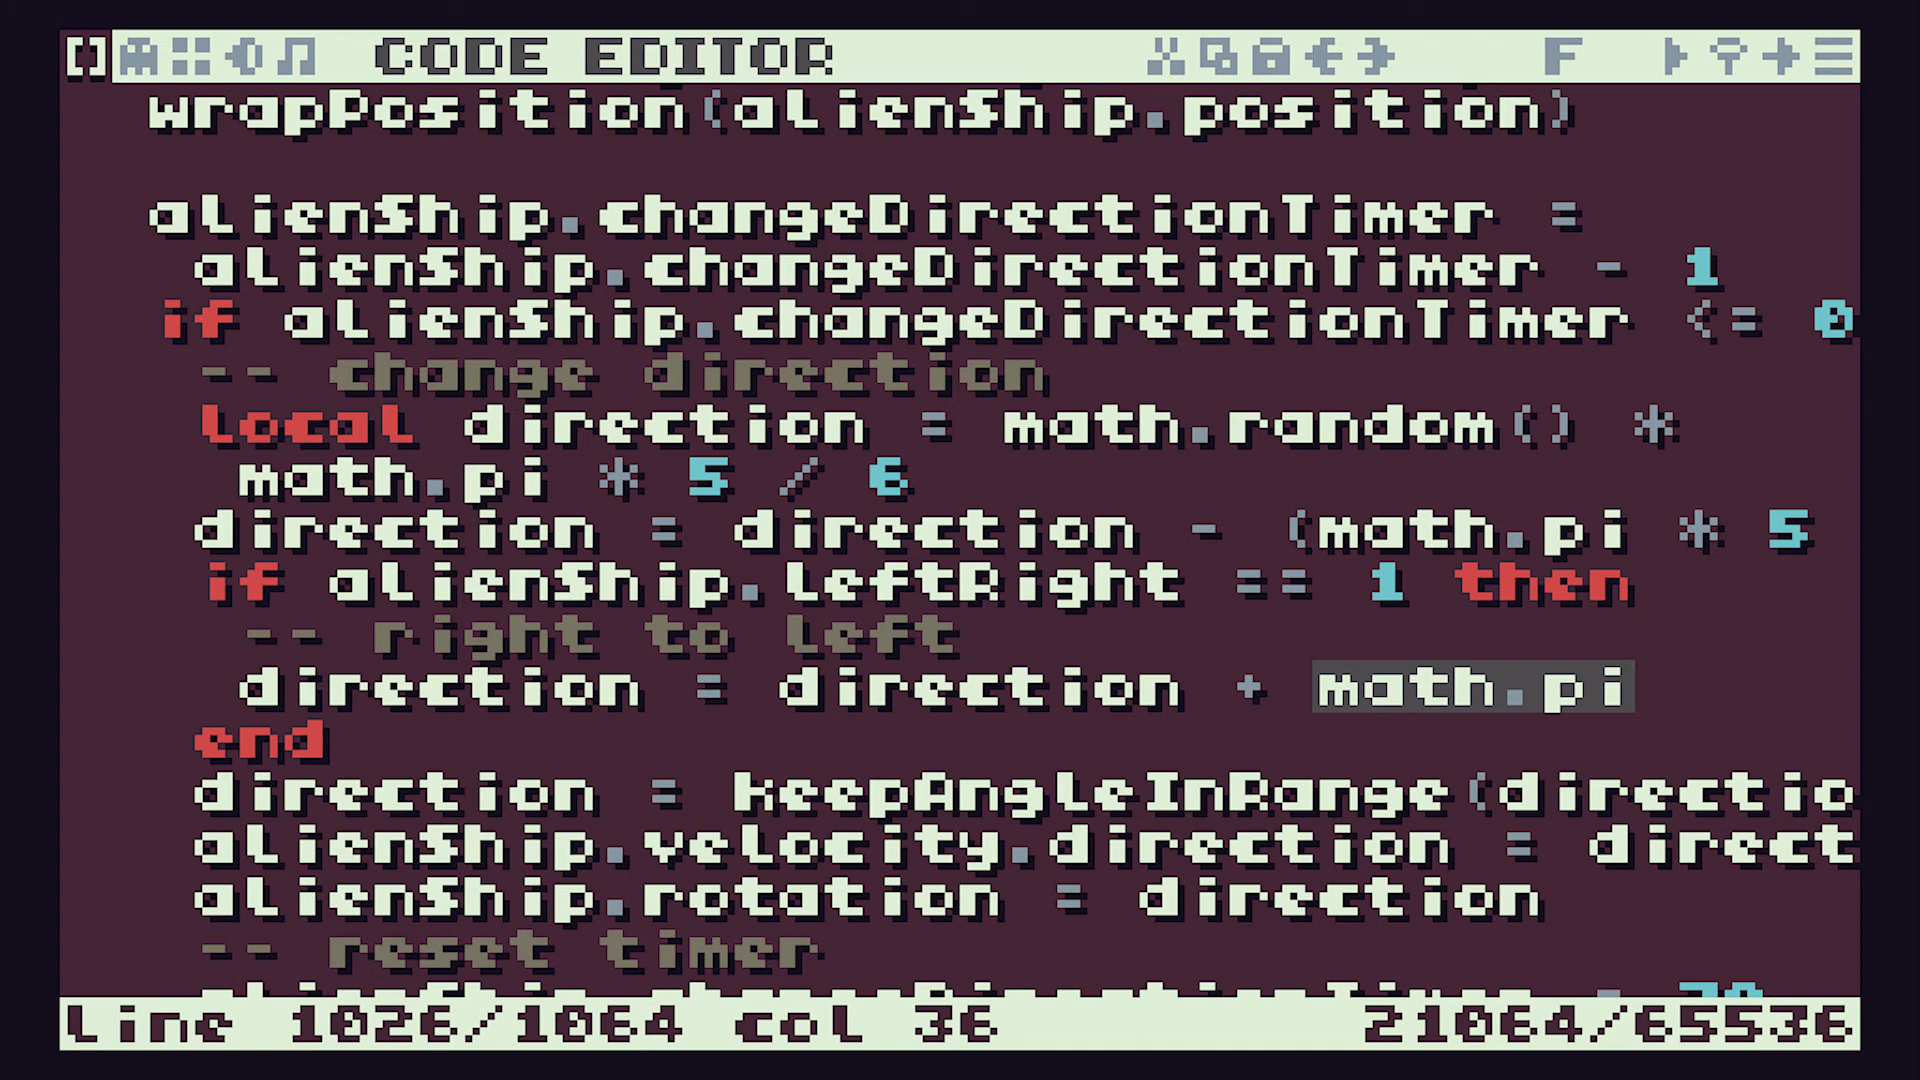 CODE EDITOR F
wrapPosition(alienShip.position)
alienShip.changeDirectionTimer =
alienShip.changeDirectionTimer - 1
if alienShip.changeDirectionTimer <= 0
-- change direction
local direction = math.random() *
math.pi * 5 / 6
direction = direction - (math.pi * 5
if alienShip.leftRight == 1 then
-- right to left
direction = direction + math.pi
end
direction = keepAngleInRange(directio
alienShip.velocity.direction = direct
alienShip.rotation = direction
-- reset timer
line 1026/1064 col 36 21064/65536